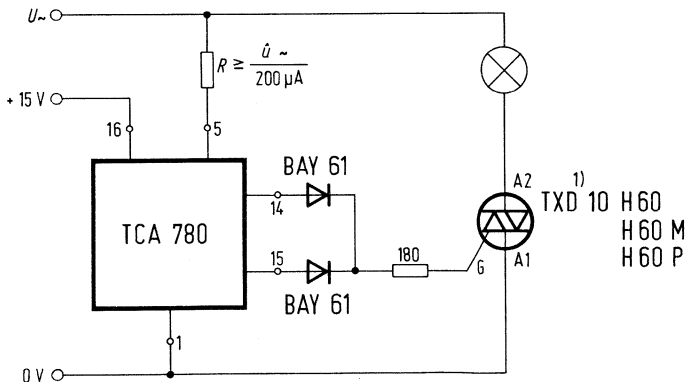 U~
R ≥ û ~
200 µA
+ 15 V
16
5
BAY 61
14
TCA 780
15
BAY 61
180
G
A2
1)
TXD 10 H60
H60 M
H60 P
A1
1
0 V